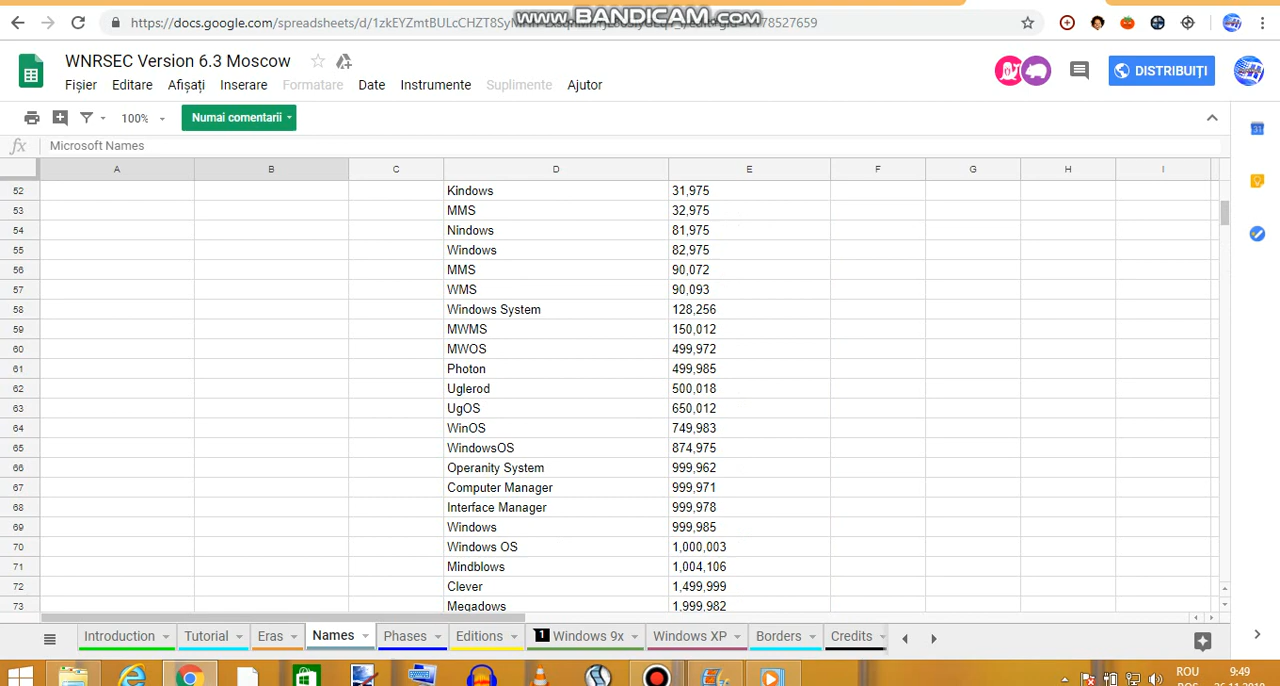 www.BANDICAM.com
WNRSEC Version 6.3 Moscow
Fișier Editare Afișați Inserare Formatare Date Instrumente Suplimente Ajutor
DISTRIBUIȚI
100% Numai comentarii
fx Microsoft Names
A B C D E F G H I
52 Kindows 31,975
53 MMS 32,975
54 Nindows 81,975
55 Windows 82,975
56 MMS 90,072
57 WMS 90,093
58 Windows System 128,256
59 MWMS 150,012
60 MWOS 499,972
61 Photon 499,985
62 Uglerod 500,018
63 UgOS 650,012
64 WinOS 749,983
65 WindowsOS 874,975
66 Operanity System 999,962
67 Computer Manager 999,971
68 Interface Manager 999,978
69 Windows 999,985
70 Windows OS 1,000,003
71 Mindblows 1,004,106
72 Clever 1,499,999
73 Megadows 1,999,982
Introduction Tutorial Eras Names Phases Editions 1 Windows 9x Windows XP Borders Credits
ROU 9:49